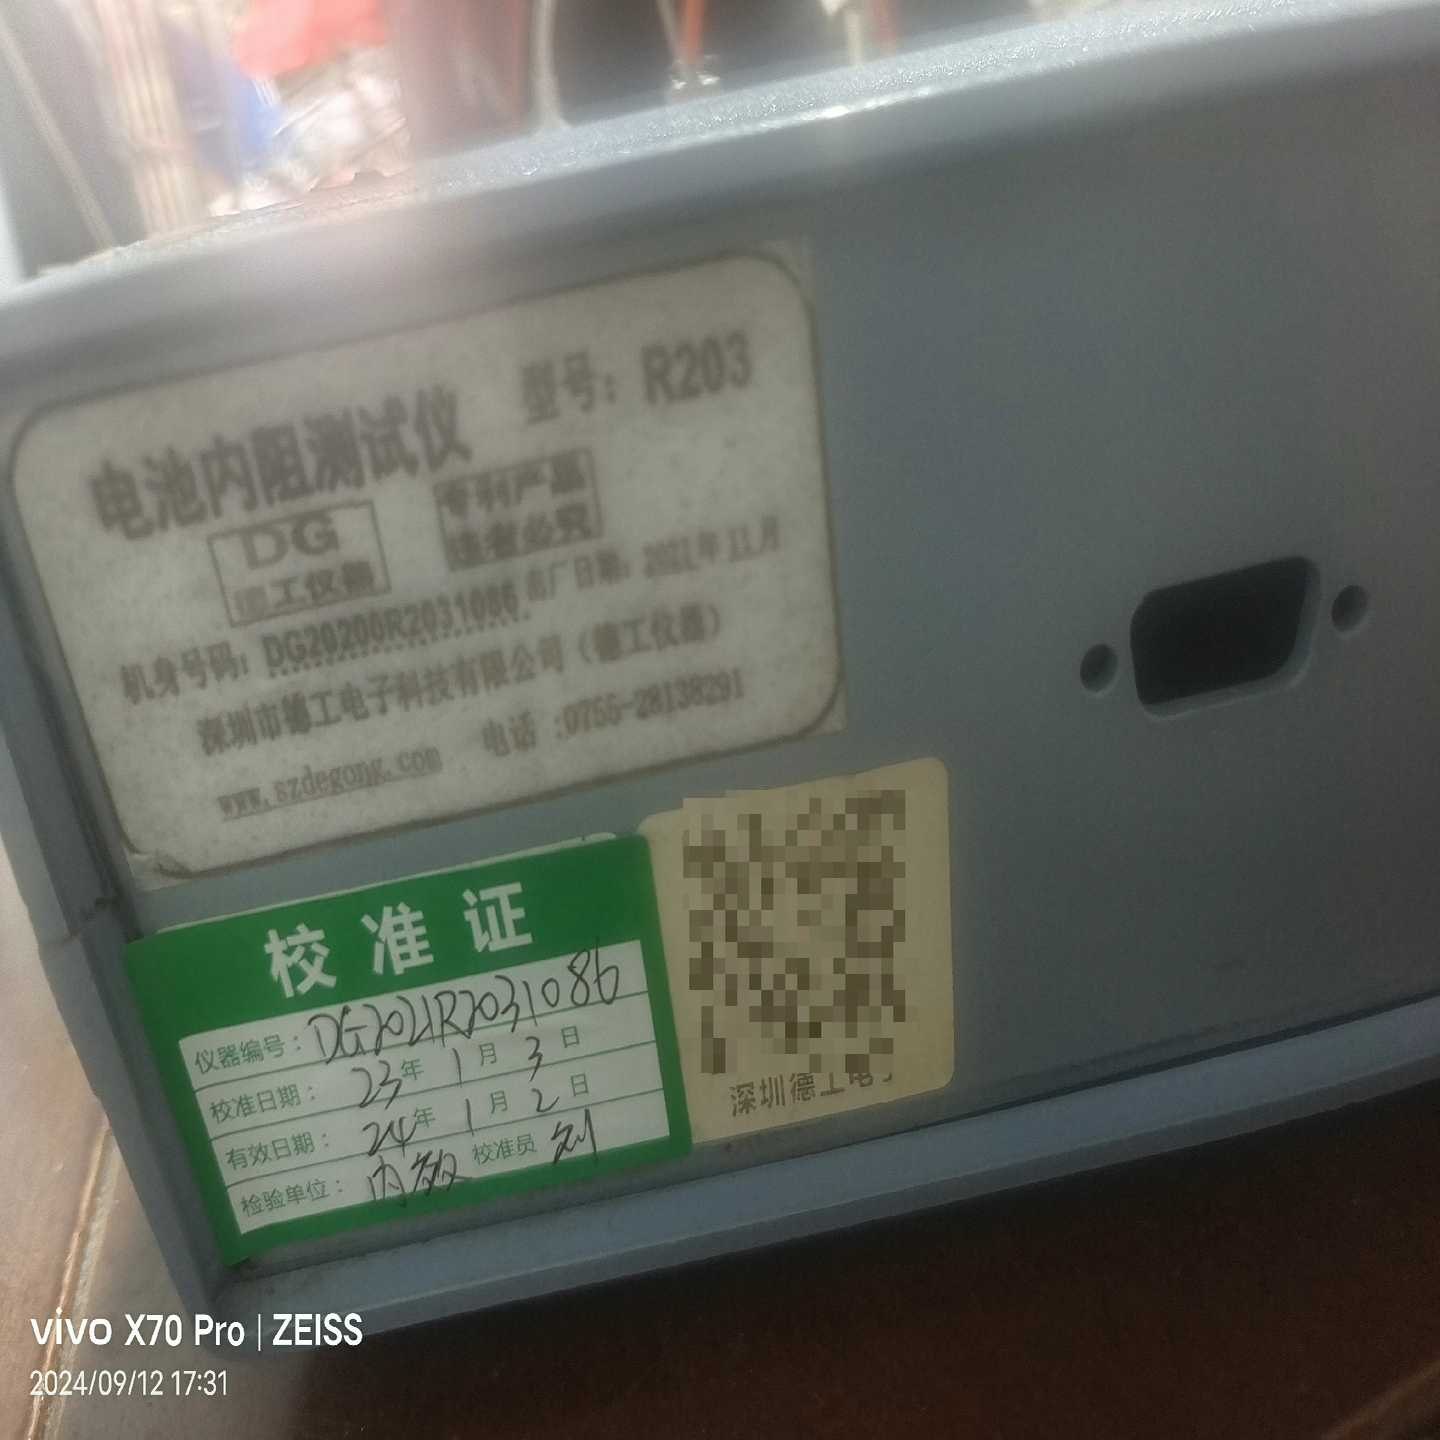 电池内阻测试仪 型号：R203
DG
德工仪器
专利产品
违者必究
机身号码：DG20200R2031086 出厂日期：2021年11月
深圳市德工电子科技有限公司（德工仪器）
www.szdegong.com 电话：0755-28138291
校准证
仪器编号：DG2021R2031086
校准日期：23年1月3日
有效日期：24年1月2日
检验单位：内效 校准员 刘
深圳德工电子
vivo X70 Pro | ZEISS
2024/09/12 17:31